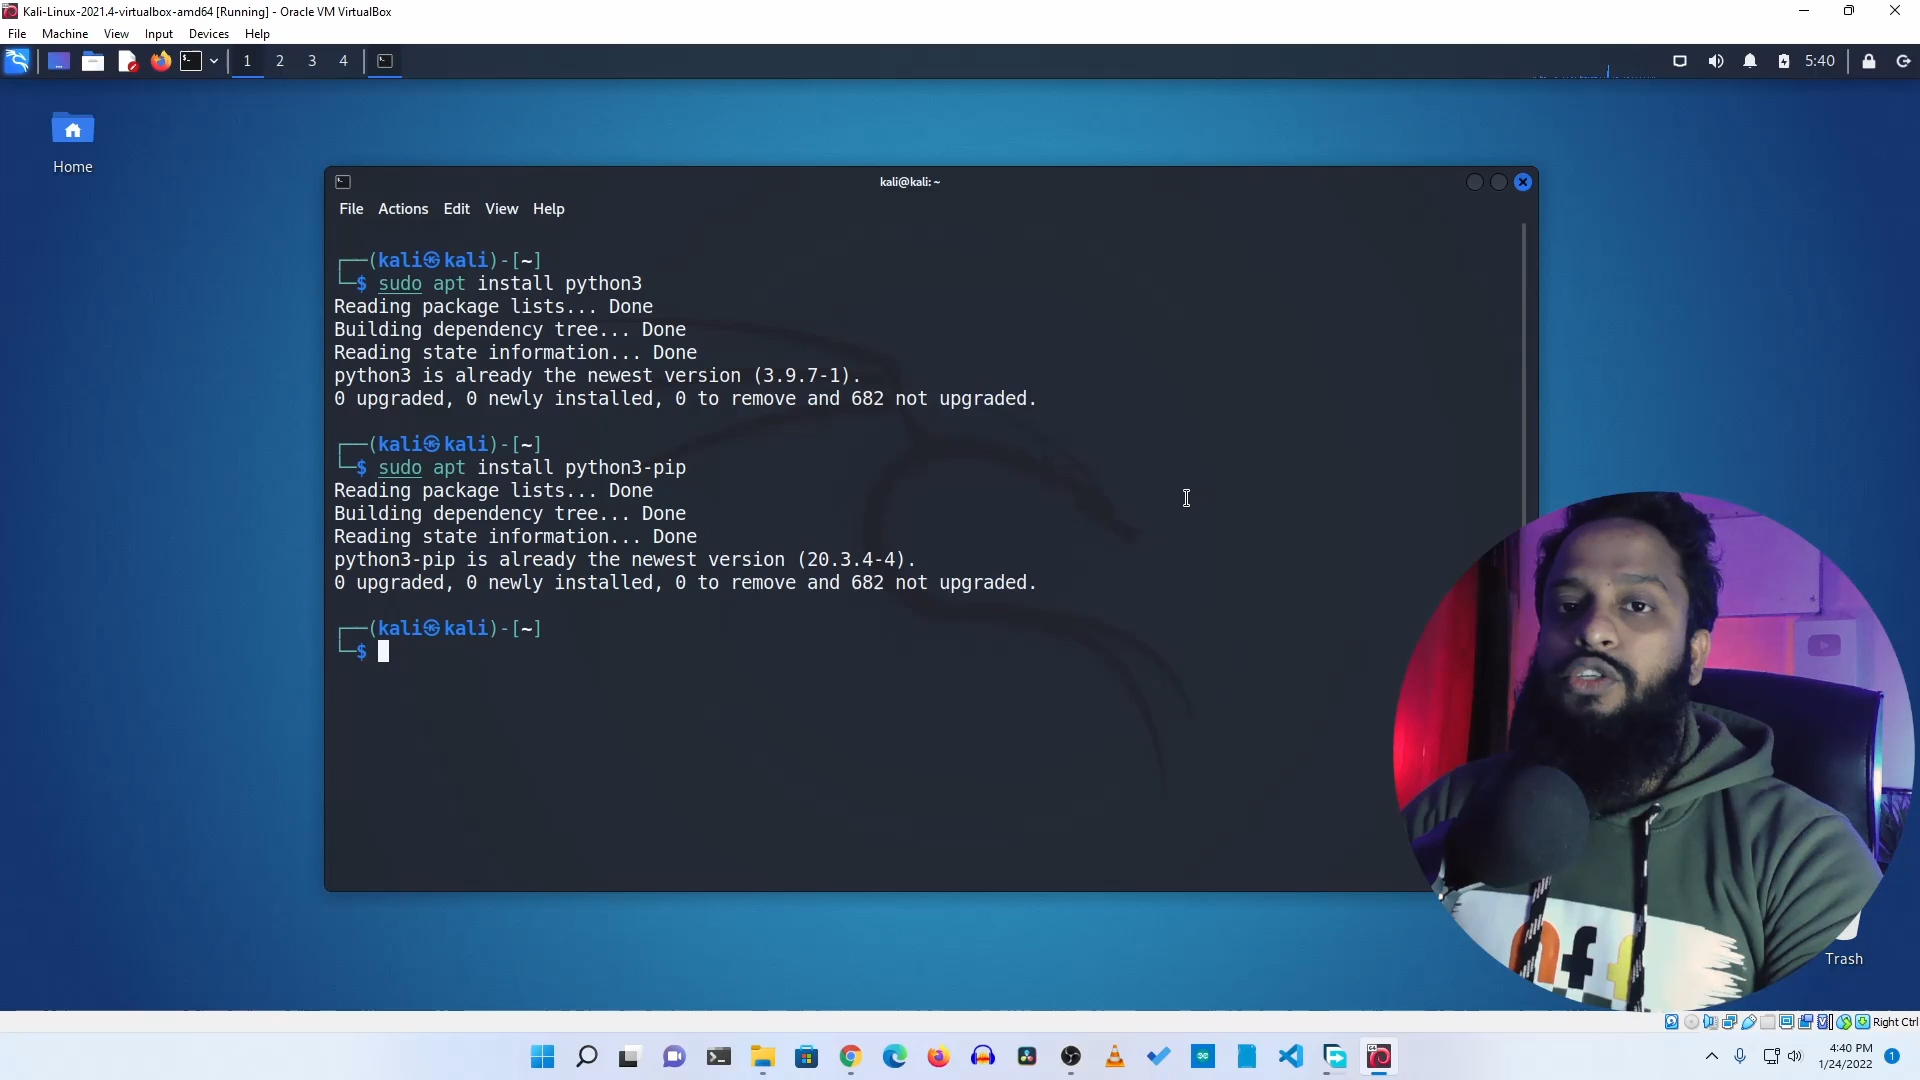 Kali-Linux-2021.4-virtualbox-amd64 [Running] - Oracle VM VirtualBox
File Machine View Input Devices Help
1 2 3 4 5:40
Home
kali@kali: ~
File Actions Edit View Help
┌──(kali㉿kali)-[~]
└─$ sudo apt install python3
Reading package lists... Done
Building dependency tree... Done
Reading state information... Done
python3 is already the newest version (3.9.7-1).
0 upgraded, 0 newly installed, 0 to remove and 682 not upgraded.
┌──(kali㉿kali)-[~]
└─$ sudo apt install python3-pip
Reading package lists... Done
Building dependency tree... Done
Reading state information... Done
python3-pip is already the newest version (20.3.4-4).
0 upgraded, 0 newly installed, 0 to remove and 682 not upgraded.
┌──(kali㉿kali)-[~]
└─$
Trash
Right Ctrl
4:40 PM
1/24/2022
1